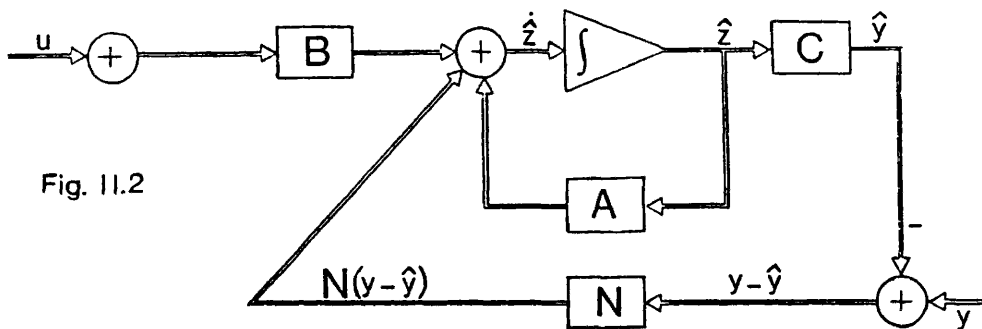 u
+
B
+
ż̂
∫
ẑ
C
ŷ
Fig. 11.2
A
-
N(y-ŷ)
N
y-ŷ
+
y